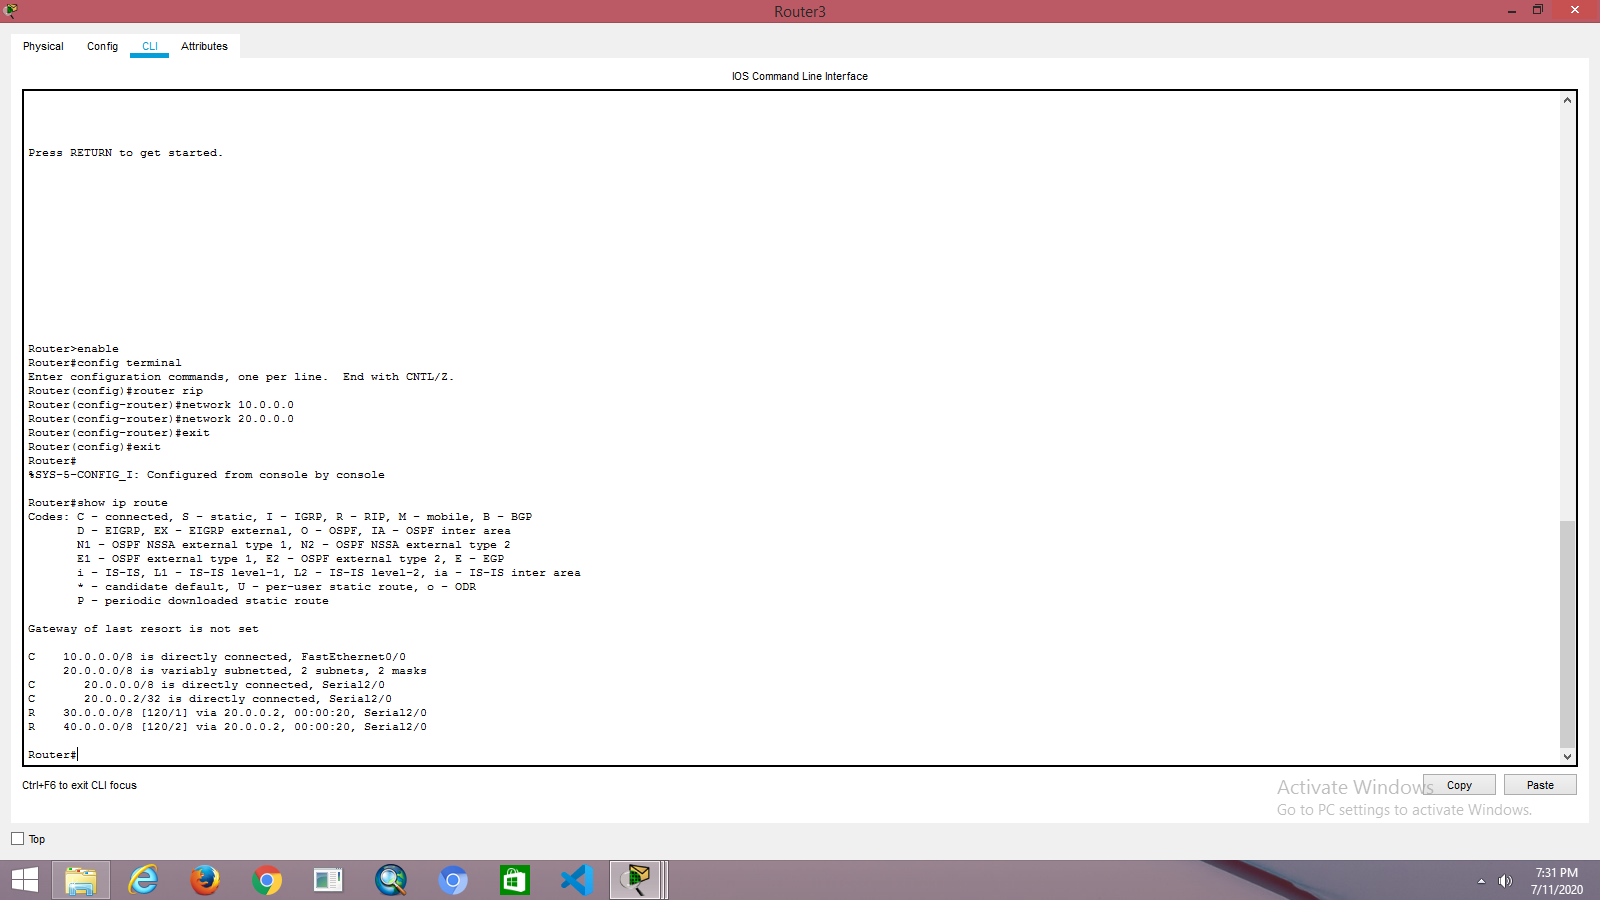 Router3
Physical Config CLI Attributes
IOS Command Line Interface
Press RETURN to get started.
Router>enable
Router#config terminal
Enter configuration commands, one per line.  End with CNTL/Z.
Router(config)#router rip
Router(config-router)#network 10.0.0.0
Router(config-router)#network 20.0.0.0
Router(config-router)#exit
Router(config)#exit
Router#
%SYS-5-CONFIG_I: Configured from console by console
Router#show ip route
Codes: C - connected, S - static, I - IGRP, R - RIP, M - mobile, B - BGP
       D - EIGRP, EX - EIGRP external, O - OSPF, IA - OSPF inter area
       N1 - OSPF NSSA external type 1, N2 - OSPF NSSA external type 2
       E1 - OSPF external type 1, E2 - OSPF external type 2, E - EGP
       i - IS-IS, L1 - IS-IS level-1, L2 - IS-IS level-2, ia - IS-IS inter area
       * - candidate default, U - per-user static route, o - ODR
       P - periodic downloaded static route
Gateway of last resort is not set
C    10.0.0.0/8 is directly connected, FastEthernet0/0
     20.0.0.0/8 is variably subnetted, 2 subnets, 2 masks
C       20.0.0.0/8 is directly connected, Serial2/0
C       20.0.0.2/32 is directly connected, Serial2/0
R    30.0.0.0/8 [120/1] via 20.0.0.2, 00:00:20, Serial2/0
R    40.0.0.0/8 [120/2] via 20.0.0.2, 00:00:20, Serial2/0
Router#
Ctrl+F6 to exit CLI focus
Copy Paste
Activate Windows
Go to PC settings to activate Windows.
Top
7:31 PM
7/11/2020